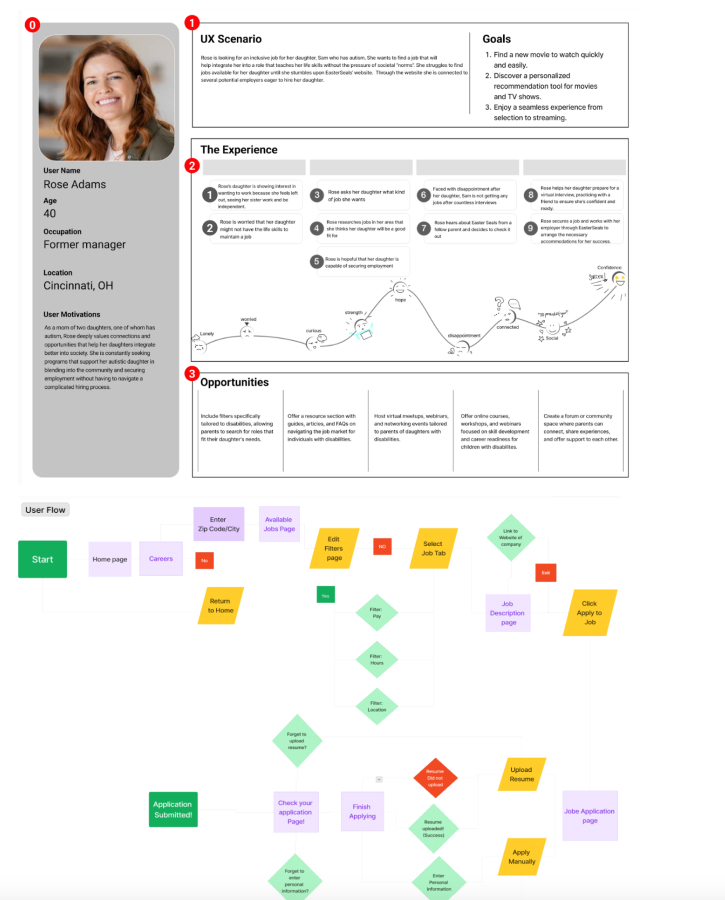 0
User Name
Rose Adams
Age
40
Occupation
Former manager
Location
Cincinnati, OH
User Motivations
As a mom of two daughters, one of whom has
autism, Rose deeply values connections and
opportunities that help her daughters integrate
better into society. She is constantly seeking
programs that support her autistic daughter in
blending into the community and securing
employment without having to navigate a
complicated hiring process.
1
UX Scenario
Rose is looking for an inclusive job for her daughter, Sam who has autism. She wants to find a job that will
help integrate her into a role that teaches her life skills without the pressure of societal "norms". She struggles to find
jobs available for her daughter until she stumbles upon EasterSeals' website. Through the website she is connected to
several potential employers eager to hire her daughter.
Goals
1. Find a new movie to watch quickly
and easily.
2. Discover a personalized
recommendation tool for movies
and TV shows.
3. Enjoy a seamless experience from
selection to streaming.
2
The Experience
1
Rose's daughter is showing interest in
wanting to work because she feels left
out, seeing her sister work and be
independent.
2
Rose is worried that her daughter
might not have the life skills to
maintain a job
3
Rose asks her daughter what kind
of job she wants
4
Rose researches jobs in her area that
she thinks her daughter will be a good
fit for
5
Rose is hopeful that her daughter is
capable of securing employment
6
Faced with disappointment after
her daughter, Sam is not getting any
jobs after countless interviews
7
Rose hears about Easter Seals from a
fellow parent and decides to check it
out
8
Rose helps her daughter prepare for a
virtual interview, practising with a
friend to ensure she's confident and
ready.
9
Rose secures a job and works with her
employer through EasterSeals to
arrange the necessary
accommodations for her success.
Lonely
worried
curious
strength
hope
disappointment
connected
Social
Confidence
3
Opportunities
Include filters specifically
tailored to disabilities, allowing
parents to search for roles that
fit their daughter's needs.
Offer a resource section with
guides, articles, and FAQs on
navigating the job market for
individuals with disabilities.
Host virtual meetups, webinars,
and networking events tailored
to parents of daughters with
disabilities.
Offer online courses,
workshops, and webinars
focused on skill development
and career readiness for
children with disabilites.
Create a forum or community
space where parents can
connect, share experiences,
and offer support to each other.
User Flow
Start
Home page
Careers
Enter
Zip Code/City
No
Return
to Home
Available
Jobs Page
Edit
Filters
page
NO
Select
Job Tab
Yes
Filter:
Pay
Filter:
Hours
Filter:
Location
Link to
Website of
company
Job
Description
page
Click
Apply to
Job
Forgot to
upload
resume?
Application
Submitted!
Check your
application
Page!
Finish
Applying
Resume
Did not
upload
Resume
uploaded!
(Success)
Enter
Personal
information
Upload
Resume
Apply
Manually
Jobe Application
page
Forgot to
enter
personal
information?